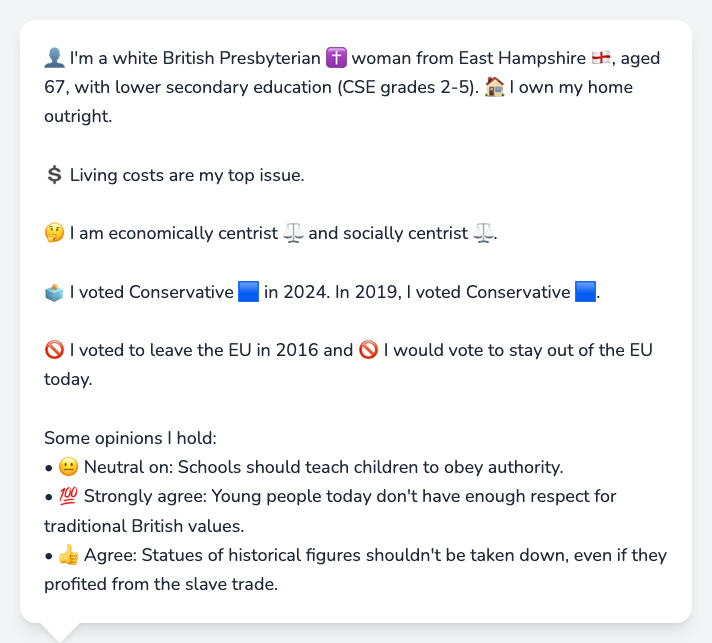 👤 I'm a white British Presbyterian ✝️ woman from East Hampshire 🏴󠁧󠁢󠁥󠁮󠁧󠁿, aged
67, with lower secondary education (CSE grades 2-5). 🏠 I own my home
outright.
💲 Living costs are my top issue.
🤔 I am economically centrist ⚖️ and socially centrist ⚖️.
🗳️ I voted Conservative 🟦 in 2024. In 2019, I voted Conservative 🟦.
🚫 I voted to leave the EU in 2016 and 🚫 I would vote to stay out of the EU
today.
Some opinions I hold:
• 😐 Neutral on: Schools should teach children to obey authority.
• 💯 Strongly agree: Young people today don't have enough respect for
traditional British values.
• 👍 Agree: Statues of historical figures shouldn't be taken down, even if they
profited from the slave trade.